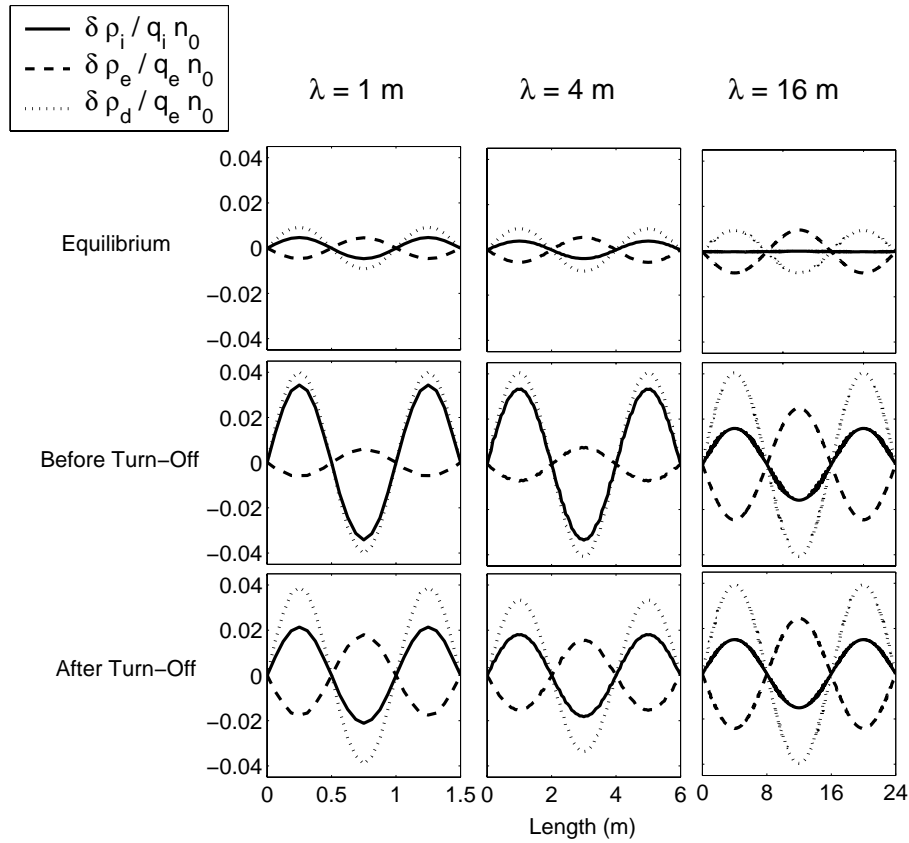 δ ρi / qi n0
δ ρe / qe n0
δ ρd / qe n0
λ = 1 m
λ = 4 m
λ = 16 m
Equilibrium
0.04
0.02
0
−0.02
−0.04
Before Turn−Off
0.04
0.02
0
−0.02
−0.04
After Turn−Off
0.04
0.02
0
−0.02
−0.04
0 0.5 1 1.5
0 2 4 6
0 8 16 24
Length (m)